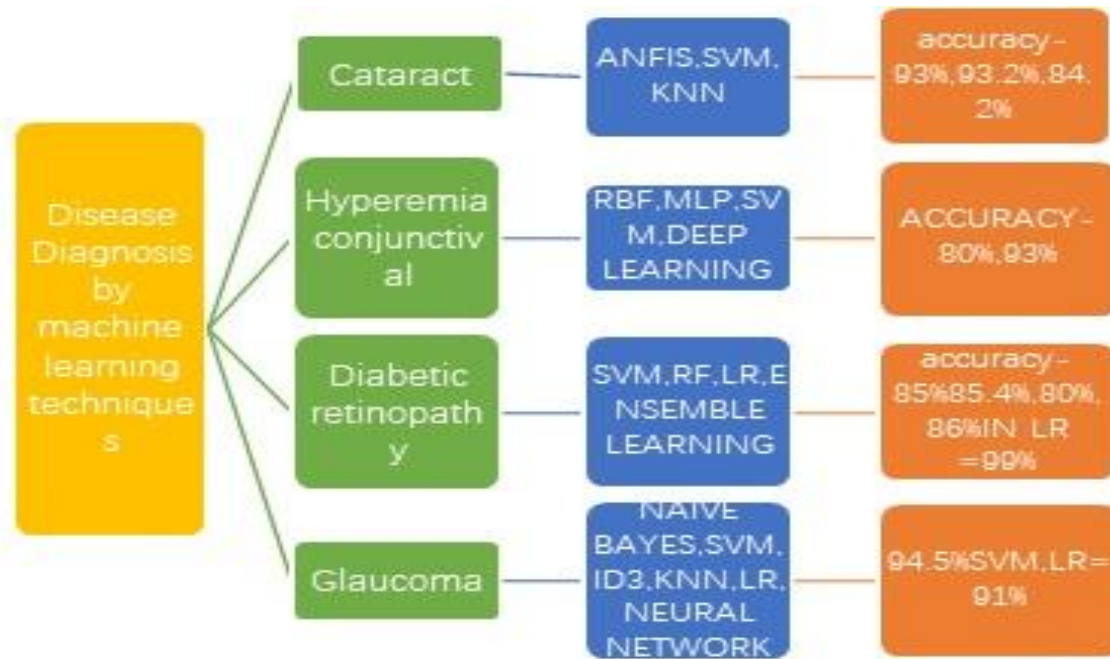 Disease
Diagnosis
by
machine
learning
technique
s
Cataract
ANFIS,SVM,
KNN
accuracy-
93%,93.2%,84.
2%
Hyperemia
conjunctiv
al
RBF,MLP,SV
M,DEEP
LEARNING
ACCURACY-
80%,93%
Diabetic
retinopath
y
SVM,RF,LR,E
NSEMBLE
LEARNING
accuracy-
85%85.4%,80%,
86%IN LR
=99%
Glaucoma
NAIVE
BAYES,SVM,
ID3,KNN,LR,
NEURAL
NETWORK
94.5%SVM,LR=
91%